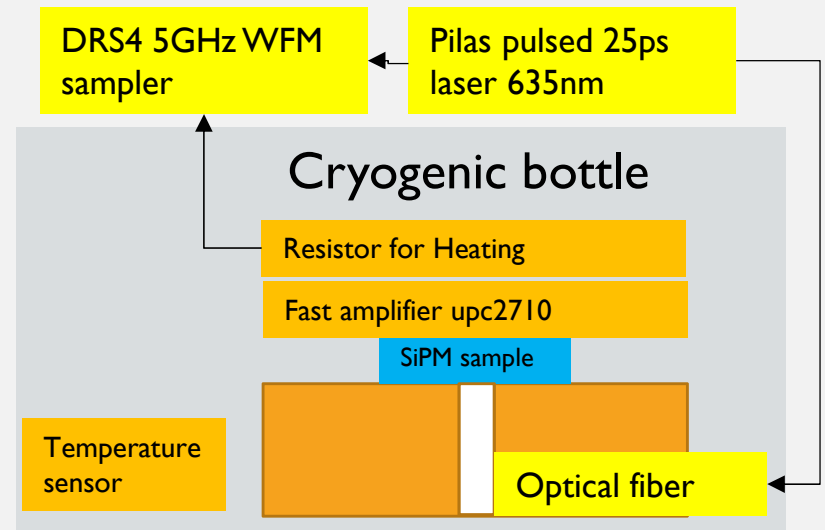 DRS4 5GHz WFM
sampler
Pilas pulsed 25ps
laser 635nm
Cryogenic bottle
Resistor for Heating
Fast amplifier upc2710
SiPM sample
Temperature
sensor
Optical fiber